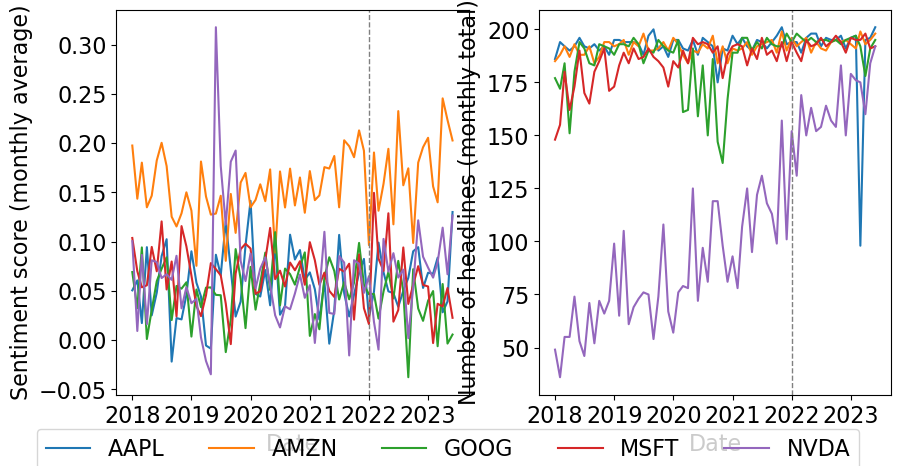 Sentiment score (monthly average)
0.30
0.25
0.20
0.15
0.10
0.05
0.00
−0.05
2018 2019 2020 2021 2022 2023
Date
Number of headlines (monthly total)
200
175
150
125
100
75
50
2018 2019 2020 2021 2022 2023
Date
AAPL AMZN GOOG MSFT NVDA